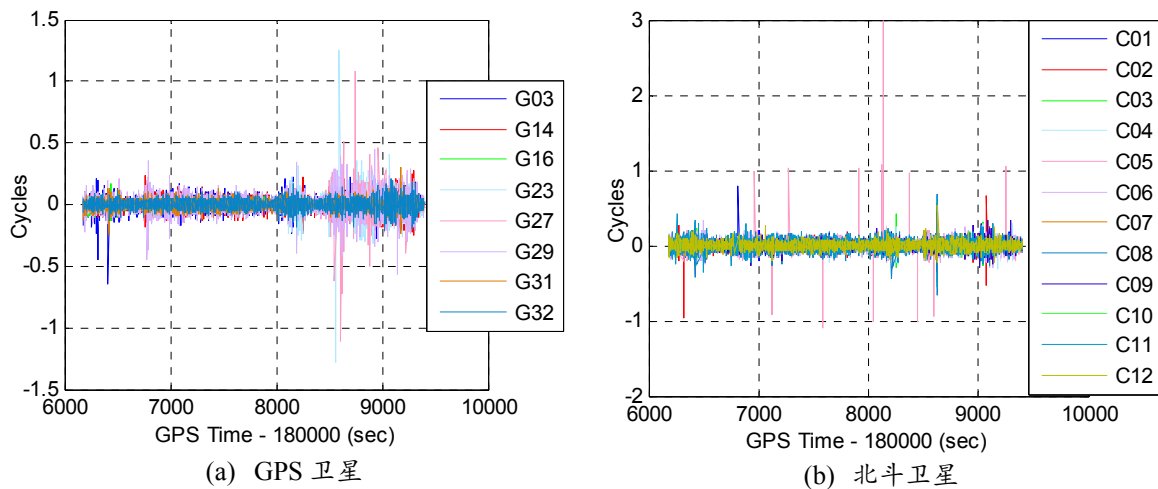 1.5
1
0.5
0
-0.5
-1
-1.5
Cycles
6000 7000 8000 9000 10000
GPS Time - 180000 (sec)
G03
G14
G16
G23
G27
G29
G31
G32
(a) GPS 卫星
3
2
1
0
-1
-2
Cycles
6000 7000 8000 9000 10000
GPS Time - 180000 (sec)
C01
C02
C03
C04
C05
C06
C07
C08
C09
C10
C11
C12
(b) 北斗卫星